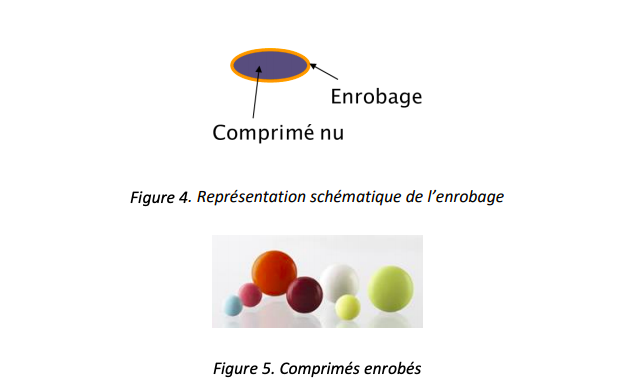 Enrobage
Comprimé nu
Figure 4. Représentation schématique de l’enrobage
Figure 5. Comprimés enrobés